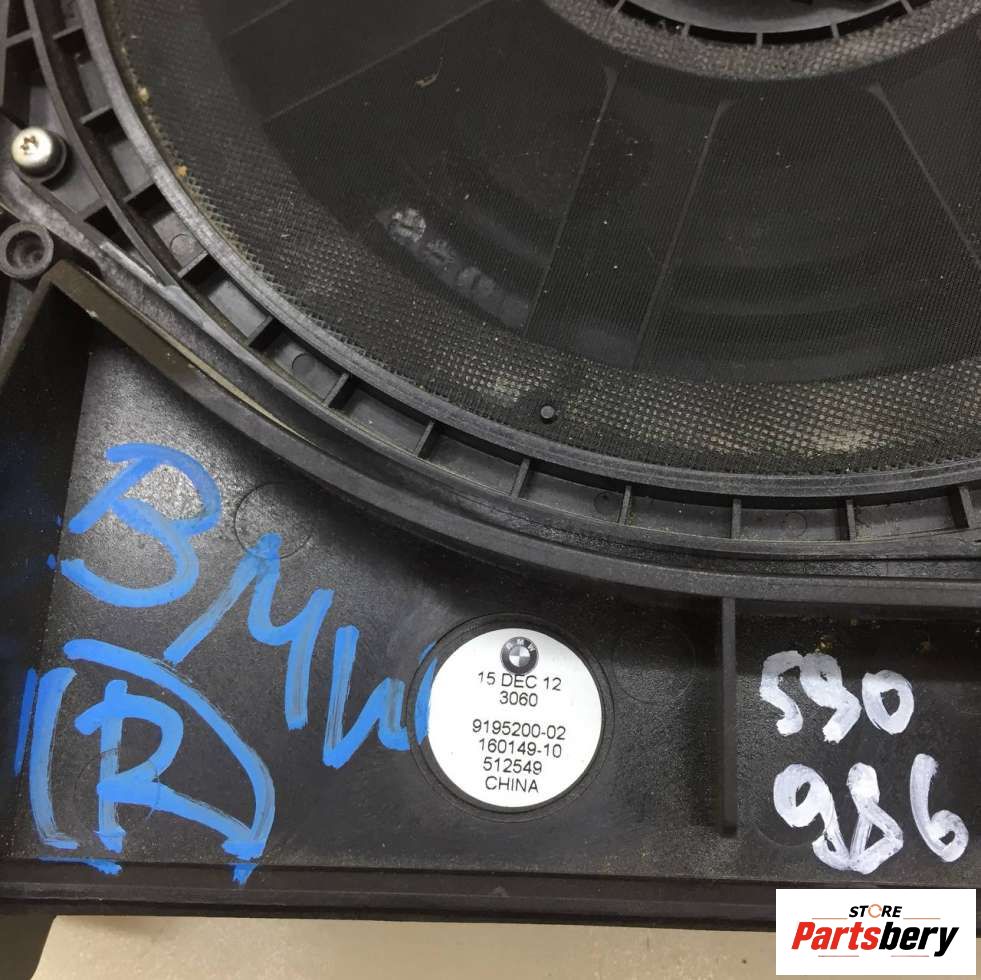 BMW
(R)
BMW
15 DEC 12
3060
9195200-02
160149-10
512549
CHINA
590
986
STORE
Partsbery